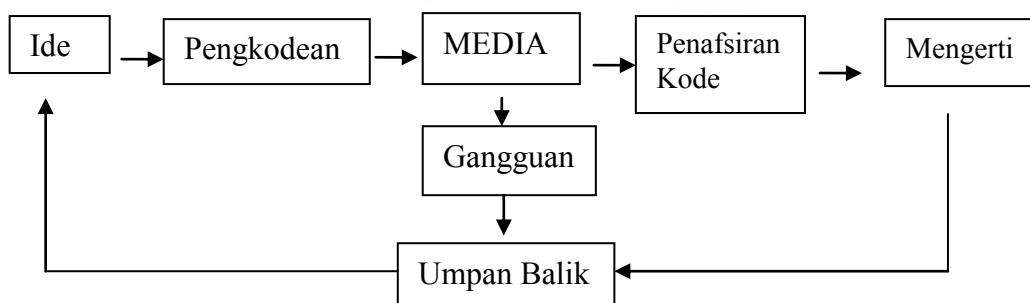 Ide
Pengkodean
MEDIA
Penafsiran
Kode
Mengerti
Gangguan
Umpan Balik